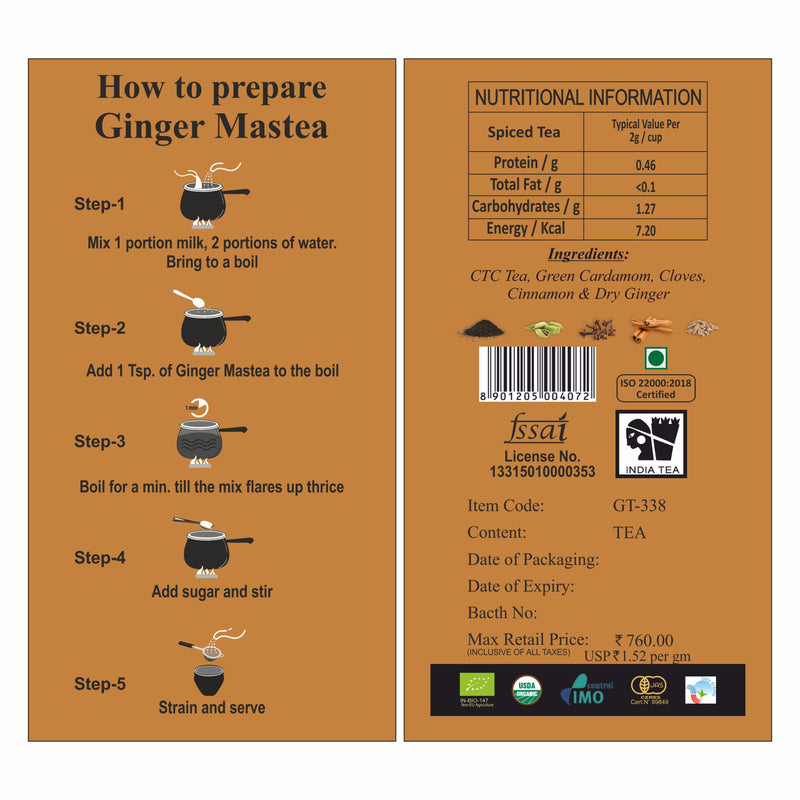 How to prepare
Ginger Mastea
Step-1
Mix 1 portion milk, 2 portions of water.
Bring to a boil
Step-2
Add 1 Tsp. of Ginger Mastea to the boil
1 min
Step-3
Boil for a min. till the mix flares up thrice
Step-4
Add sugar and stir
Step-5
Strain and serve
NUTRITIONAL INFORMATION
Spiced Tea
Typical Value Per
2g / cup
Protein / g 0.46
Total Fat / g <0.1
Carbohydrates / g 1.27
Energy / Kcal 7.20
Ingredients:
CTC Tea, Green Cardamom, Cloves,
Cinnamon & Dry Ginger
8 901205 004072
ISO 22000:2018
Certified
fssai
License No.
13315010000353
INDIA TEA
Item Code: GT-338
Content: TEA
Date of Packaging:
Date of Expiry:
Bacth No:
Max Retail Price: ₹ 760.00
(INCLUSIVE OF ALL TAXES)
USP ₹ 1.52 per gm
IN-BIO-147
Non-EU Agriculture
USDA
ORGANIC
control
IMO
JAS
CERES
Cert.N° 89849